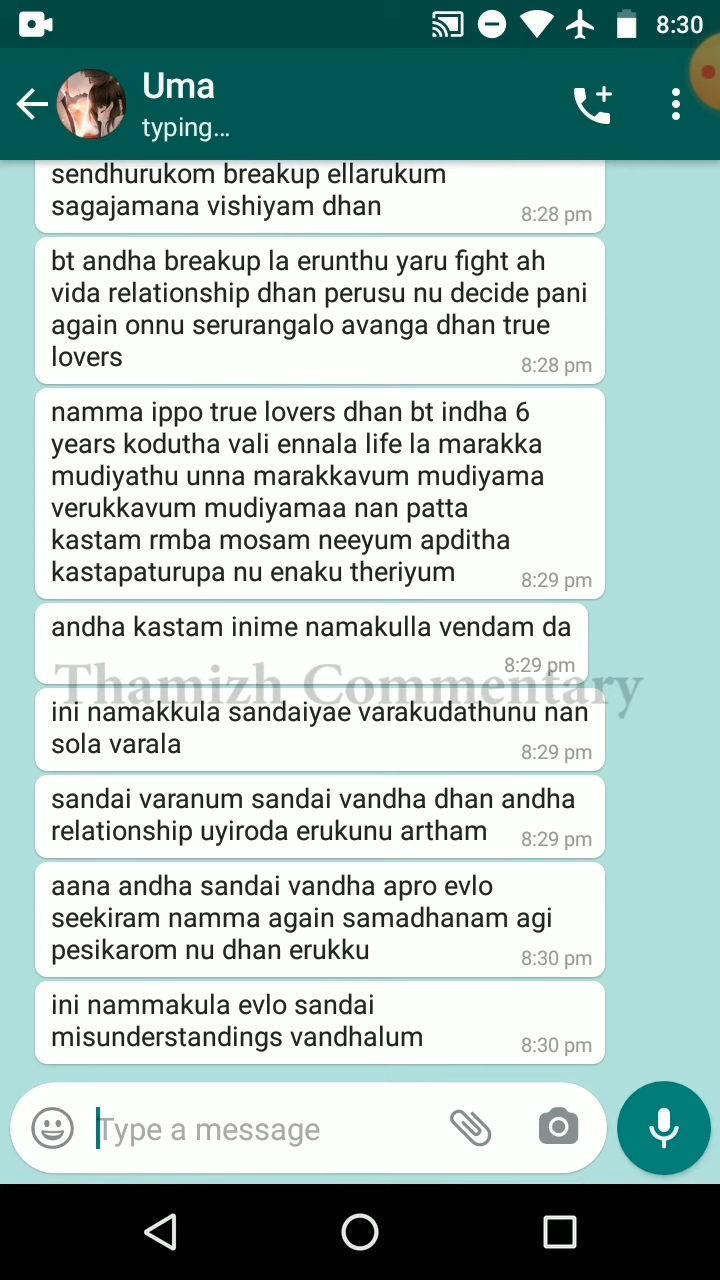 8:30
Uma
typing...
sendhurukom breakup ellarukum
sagajamana vishiyam dhan
8:28 pm
bt andha breakup la erunthu yaru fight ah
vida relationship dhan perusu nu decide pani
again onnu serurangalo avanga dhan true
lovers
8:28 pm
namma ippo true lovers dhan bt indha 6
years kodutha vali ennala life la marakka
mudiyathu unna marakkavum mudiyama
verukkavum mudiyamaa nan patta
kastam rmba mosam neeyum apditha
kastapaturupa nu enaku theriyum
8:29 pm
andha kastam inime namakulla vendam da
8:29 pm
Thamizh Commentary
ini namakkula sandaiyae varakudathunu nan
sola varala
8:29 pm
sandai varanum sandai vandha dhan andha
relationship uyiroda erukunu artham
8:29 pm
aana andha sandai vandha apro evlo
seekiram namma again samadhanam agi
pesikarom nu dhan erukku
8:30 pm
ini nammakula evlo sandai
misunderstandings vandhalum
8:30 pm
Type a message